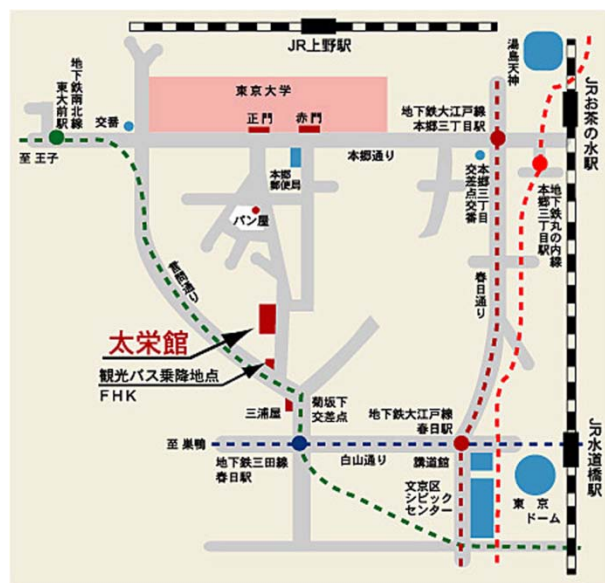 JR上野駅
湯島天神
JRお茶の水駅
東京大学
正門
赤門
地下鉄南北線
東大前駅
交番
至 王子
地下鉄大江戸線
本郷三丁目駅
本郷通り
本郷
郵便局
本郷三丁目
交差点交番
地下鉄丸の内線
本郷三丁目駅
パン屋
言問通り
春日通り
太栄館
観光バス乗降地点
FHK
三浦屋
菊坂下
交差点
地下鉄大江戸線
春日駅
至 巣鴨
地下鉄三田線
春日駅
白山通り
講道館
文京区
シビック
センター
東京
ドーム
JR水道橋駅